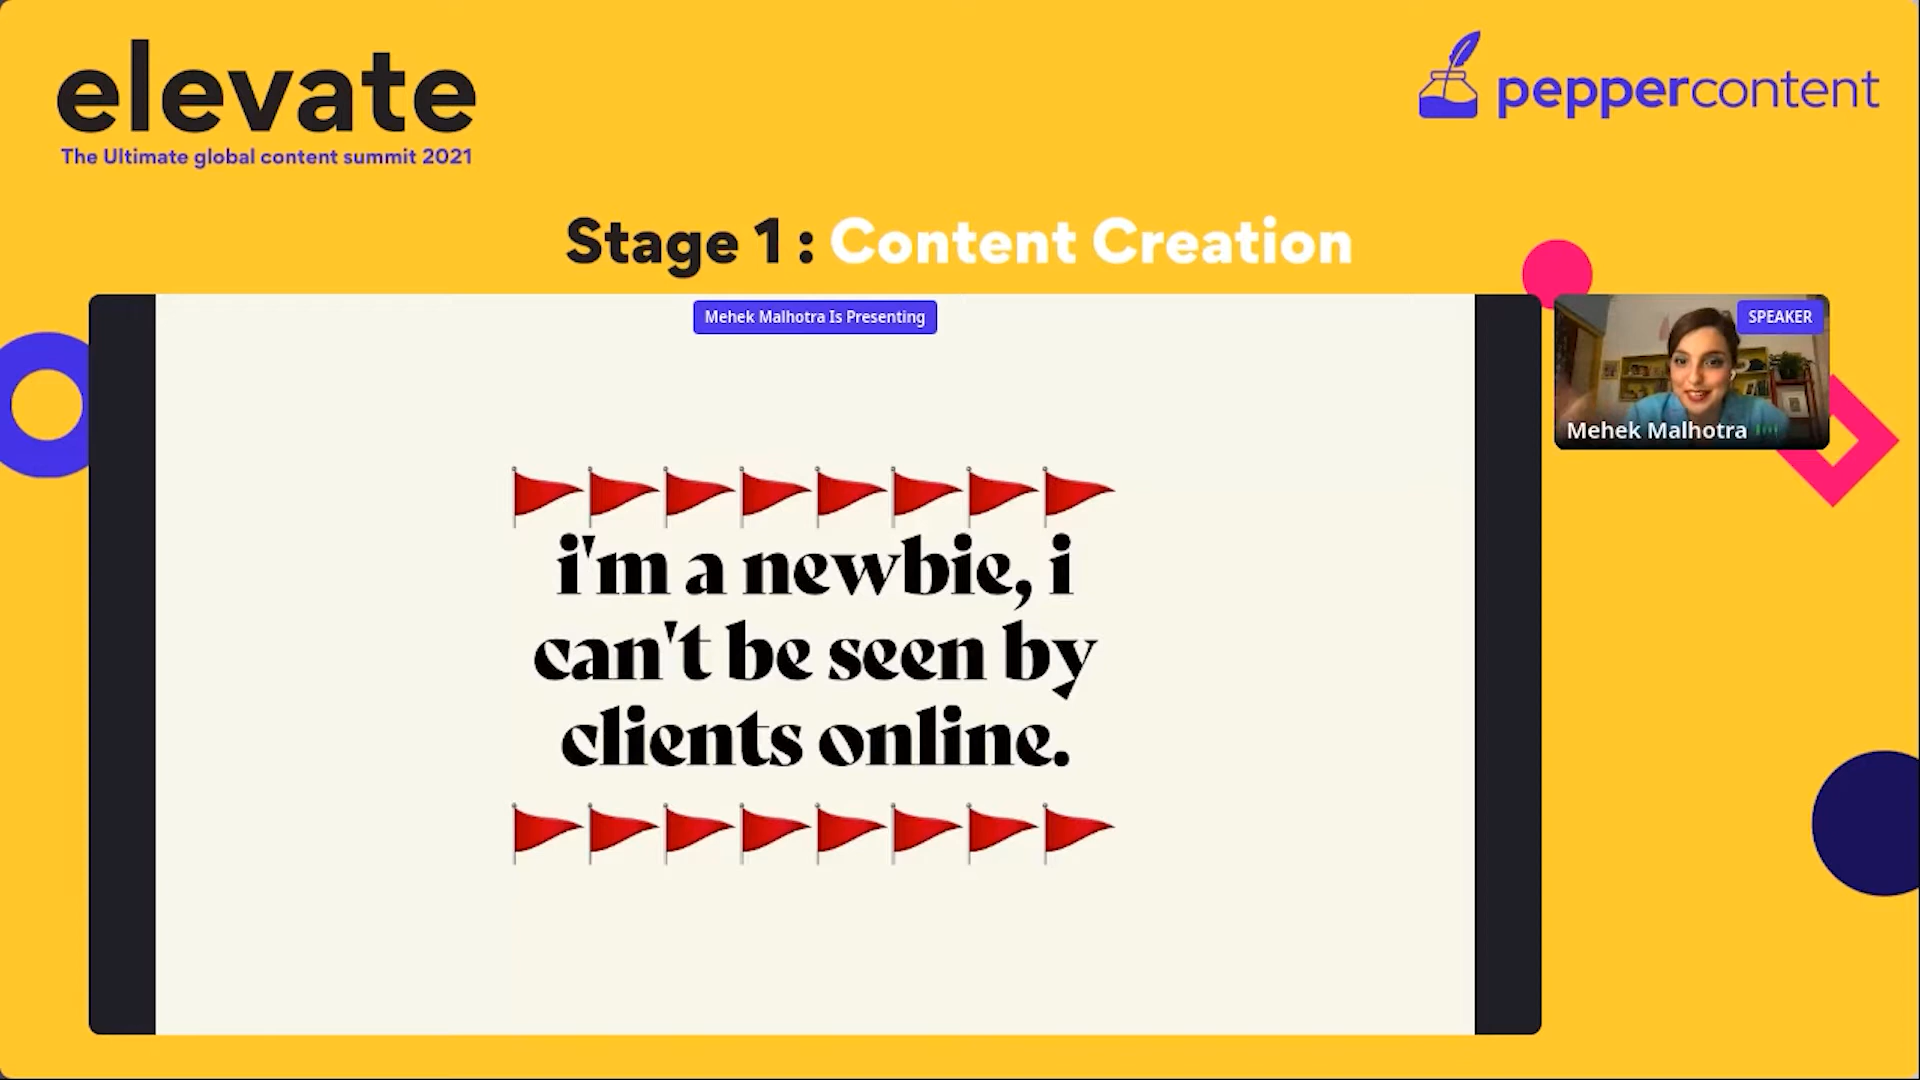 elevate
The Ultimate global content summit 2021
peppercontent
Stage 1 : Content Creation
Mehek Malhotra Is Presenting
SPEAKER
Mehek Malhotra
i'm a newbie, i
can't be seen by
clients online.